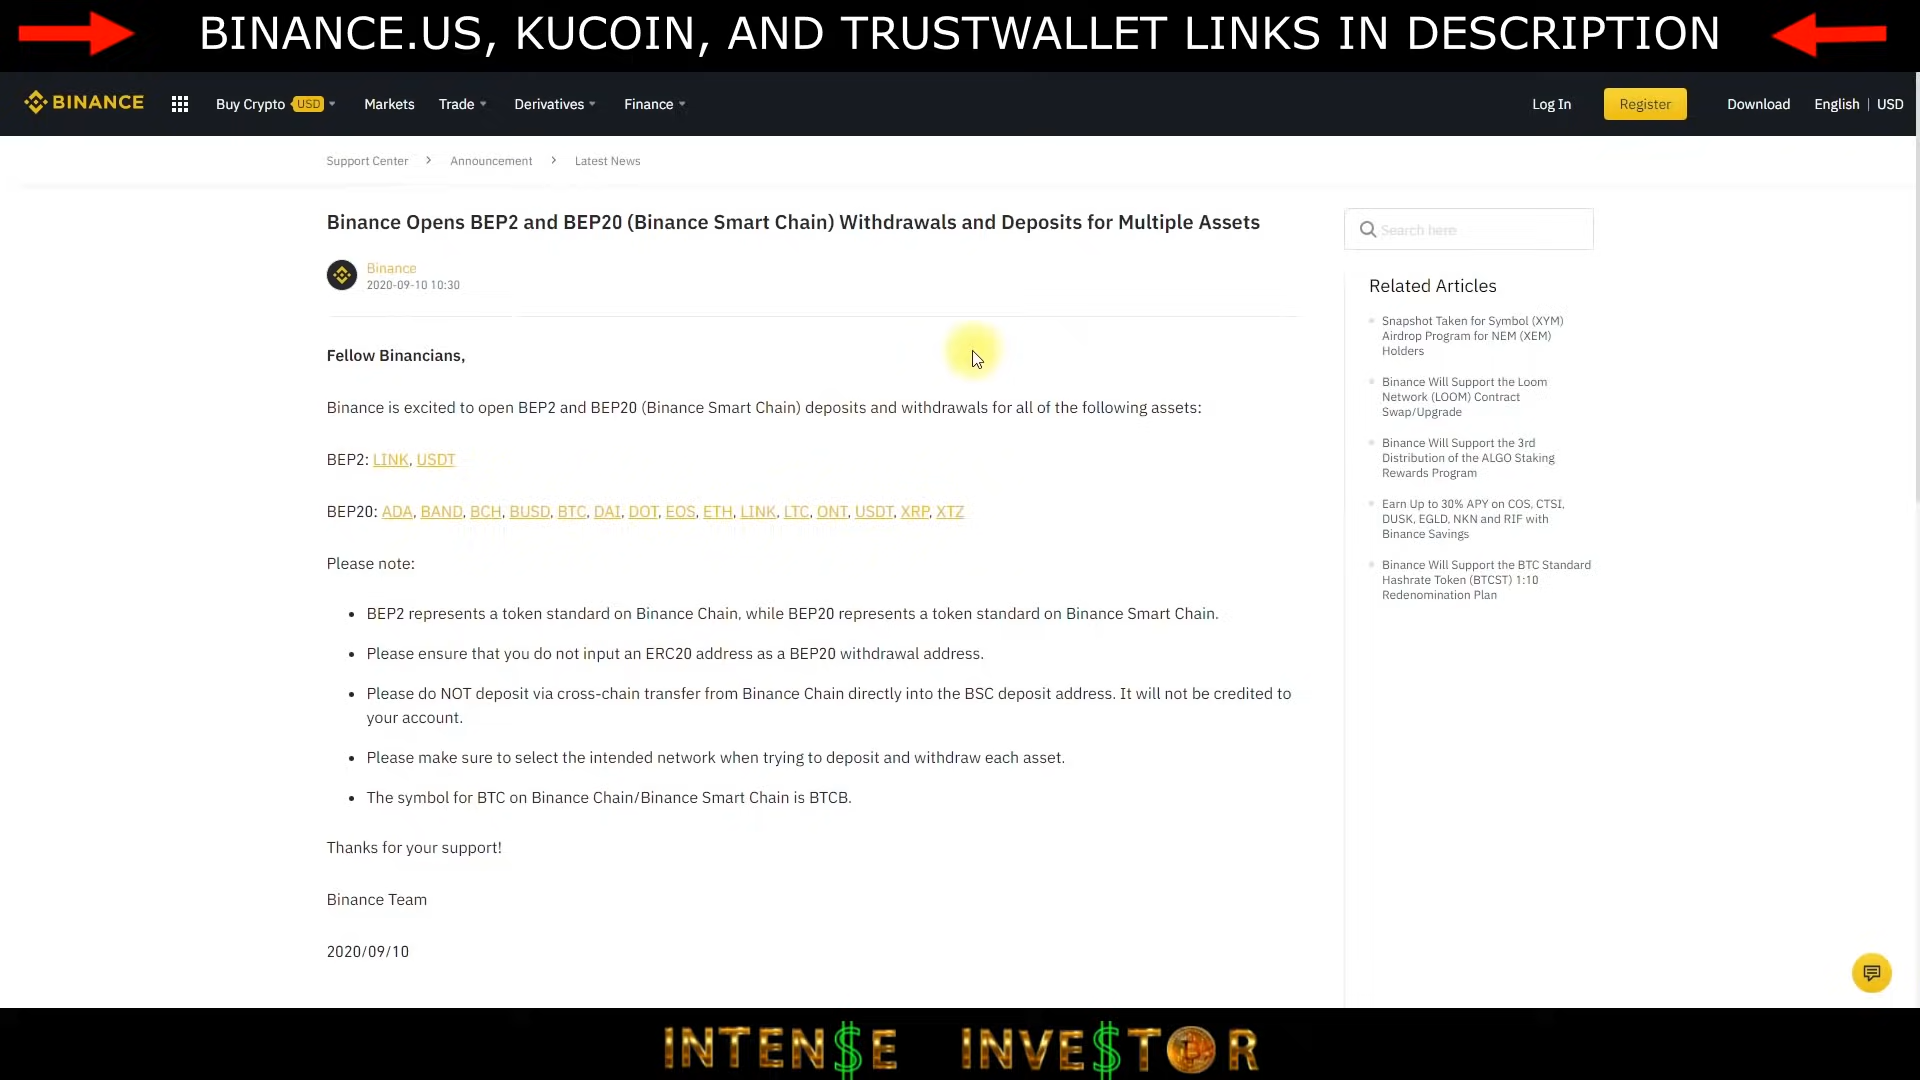 BINANCE.US, KUCOIN, AND TRUSTWALLET LINKS IN DESCRIPTION
BINANCE Buy Crypto USD Markets Trade Derivatives Finance Log In Register Download English | USD
Support Center > Announcement > Latest News
Binance Opens BEP2 and BEP20 (Binance Smart Chain) Withdrawals and Deposits for Multiple Assets
Binance
2020-09-10 10:30
Fellow Binancians,
Binance is excited to open BEP2 and BEP20 (Binance Smart Chain) deposits and withdrawals for all of the following assets:
BEP2: LINK, USDT
BEP20: ADA, BAND, BCH, BUSD, BTC, DAI, DOT, EOS, ETH, LINK, LTC, ONT, USDT, XRP, XTZ
Please note:
• BEP2 represents a token standard on Binance Chain, while BEP20 represents a token standard on Binance Smart Chain.
• Please ensure that you do not input an ERC20 address as a BEP20 withdrawal address.
• Please do NOT deposit via cross-chain transfer from Binance Chain directly into the BSC deposit address. It will not be credited to
your account.
• Please make sure to select the intended network when trying to deposit and withdraw each asset.
• The symbol for BTC on Binance Chain/Binance Smart Chain is BTCB.
Thanks for your support!
Binance Team
2020/09/10
Search here
Related Articles
Snapshot Taken for Symbol (XYM)
Airdrop Program for NEM (XEM)
Holders
Binance Will Support the Loom
Network (LOOM) Contract
Swap/Upgrade
Binance Will Support the 3rd
Distribution of the ALGO Staking
Rewards Program
Earn Up to 30% APY on COS, CTSI,
DUSK, EGLD, NKN and RIF with
Binance Savings
Binance Will Support the BTC Standard
Hashrate Token (BTCST) 1:10
Redenomination Plan
INTEN$E INVE$TOR